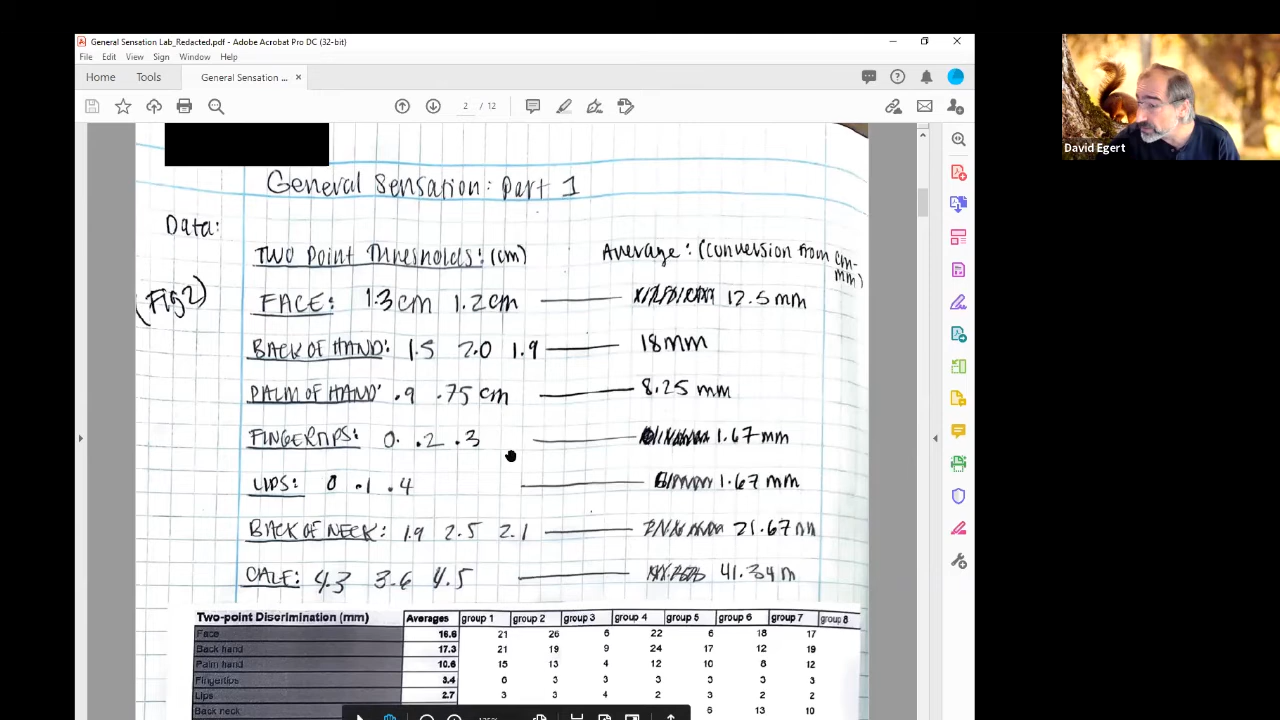 General Sensation Lab_Redacted.pdf - Adobe Acrobat Pro DC (32-bit)
File Edit View Sign Window Help
Home Tools General Sensation ... ×
2 / 12
David Egert
General Sensation: Part 1
Data:
Two Point Thresholds: (cm) Average: (conversion from cm-mm)
(Fig 2)
FACE: 1.3cm 1.2cm 12.5mm
BACK OF HAND: 1.5 2.0 1.9 18mm
PALM OF HAND: .9 .75 cm 8.25 mm
FINGERTIPS: 0. .2 .3 1.67mm
LIPS: 0 .1 .4 1.67mm
BACK OF NECK: 1.9 2.5 2.1 21.67
4.3 3.6 4.5 41.34
Two-point Discrimination (mm) Averages group 1 group 2 group 3 group 4 group 5 group 6 group 7 group 8
Face 16.6 21 26 6 22 6 18 17
Back hand 17.3 21 19 9 24 17 12 19
Palm hand 10.6 15 13 4 12 10 8 12
Fingertips 3.4 6 3 3 3 3 3 3
Lips 2.7 3 3 4 2 3 2 2
Back neck 6 13 10